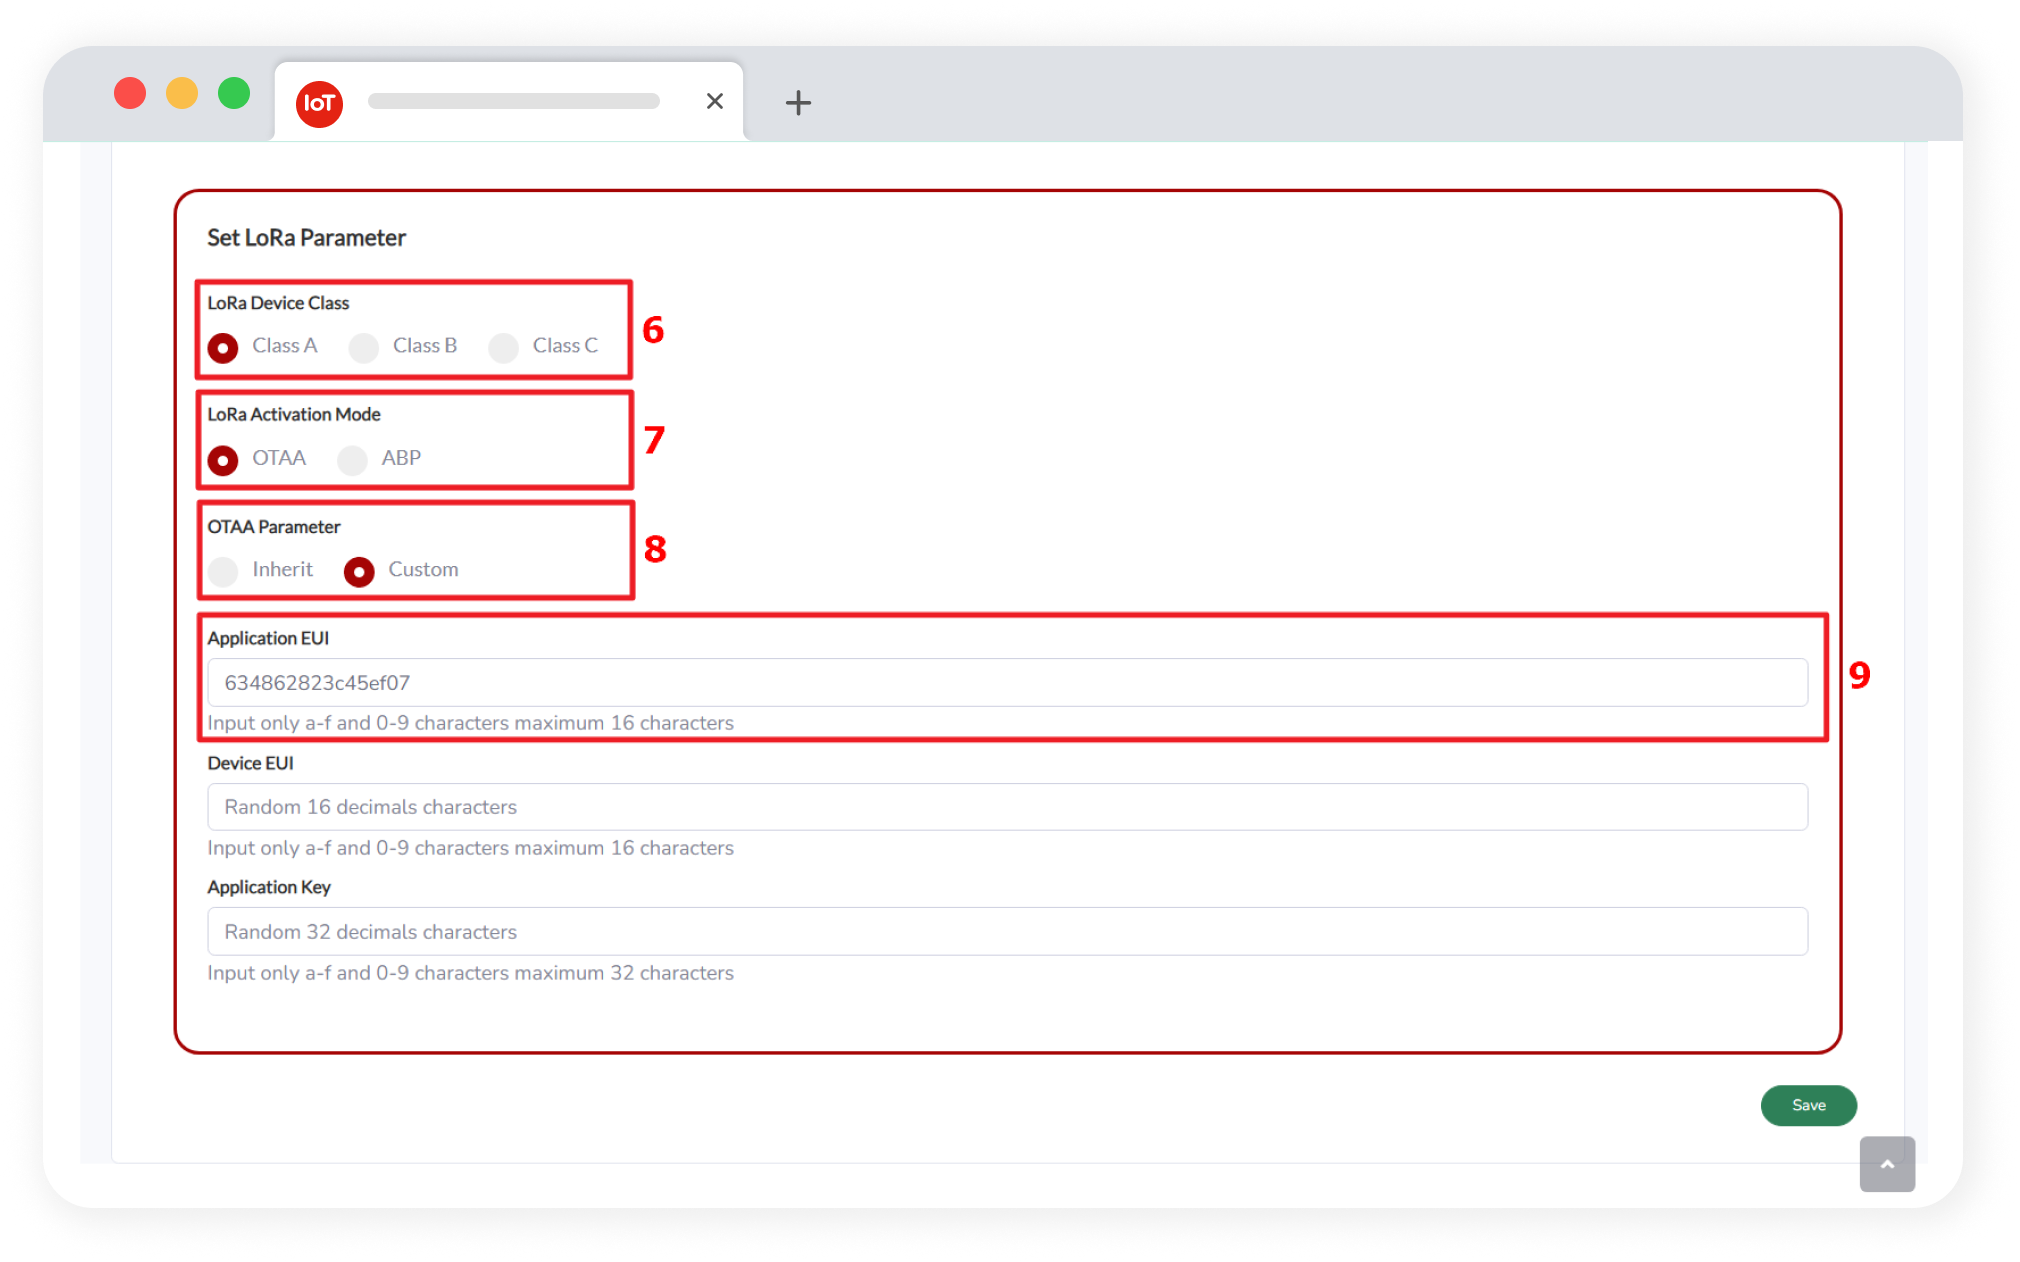 IoT
Set LoRa Parameter
LoRa Device Class
Class A Class B Class C
6
LoRa Activation Mode
OTAA ABP
7
OTAA Parameter
Inherit Custom
8
Application EUI
634862823c45ef07
Input only a-f and 0-9 characters maximum 16 characters
9
Device EUI
Random 16 decimals characters
Input only a-f and 0-9 characters maximum 16 characters
Application Key
Random 32 decimals characters
Input only a-f and 0-9 characters maximum 32 characters
Save